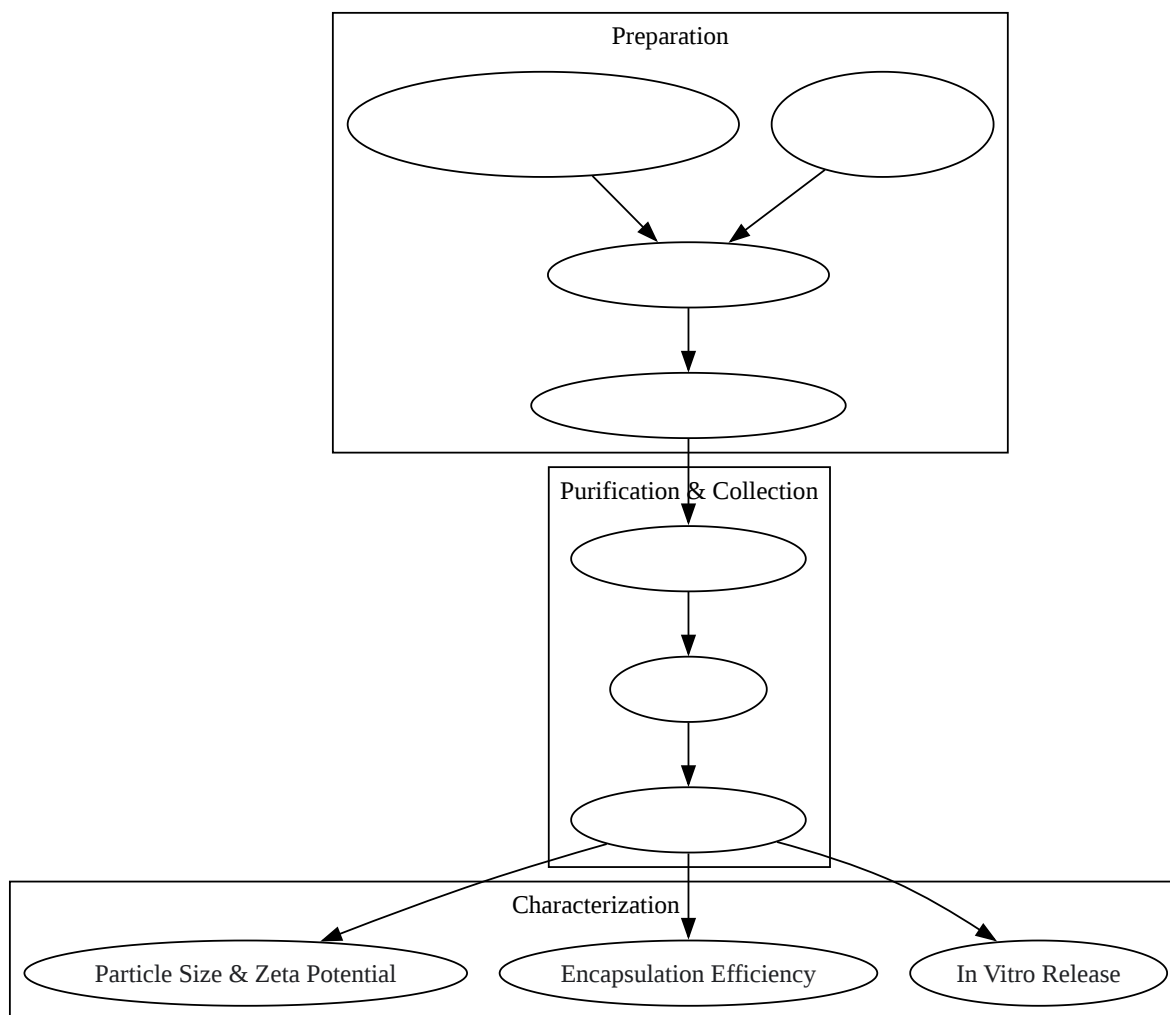 Preparation
Purification & Collection
Characterization
Particle Size & Zeta Potential
Encapsulation Efficiency
In Vitro Release